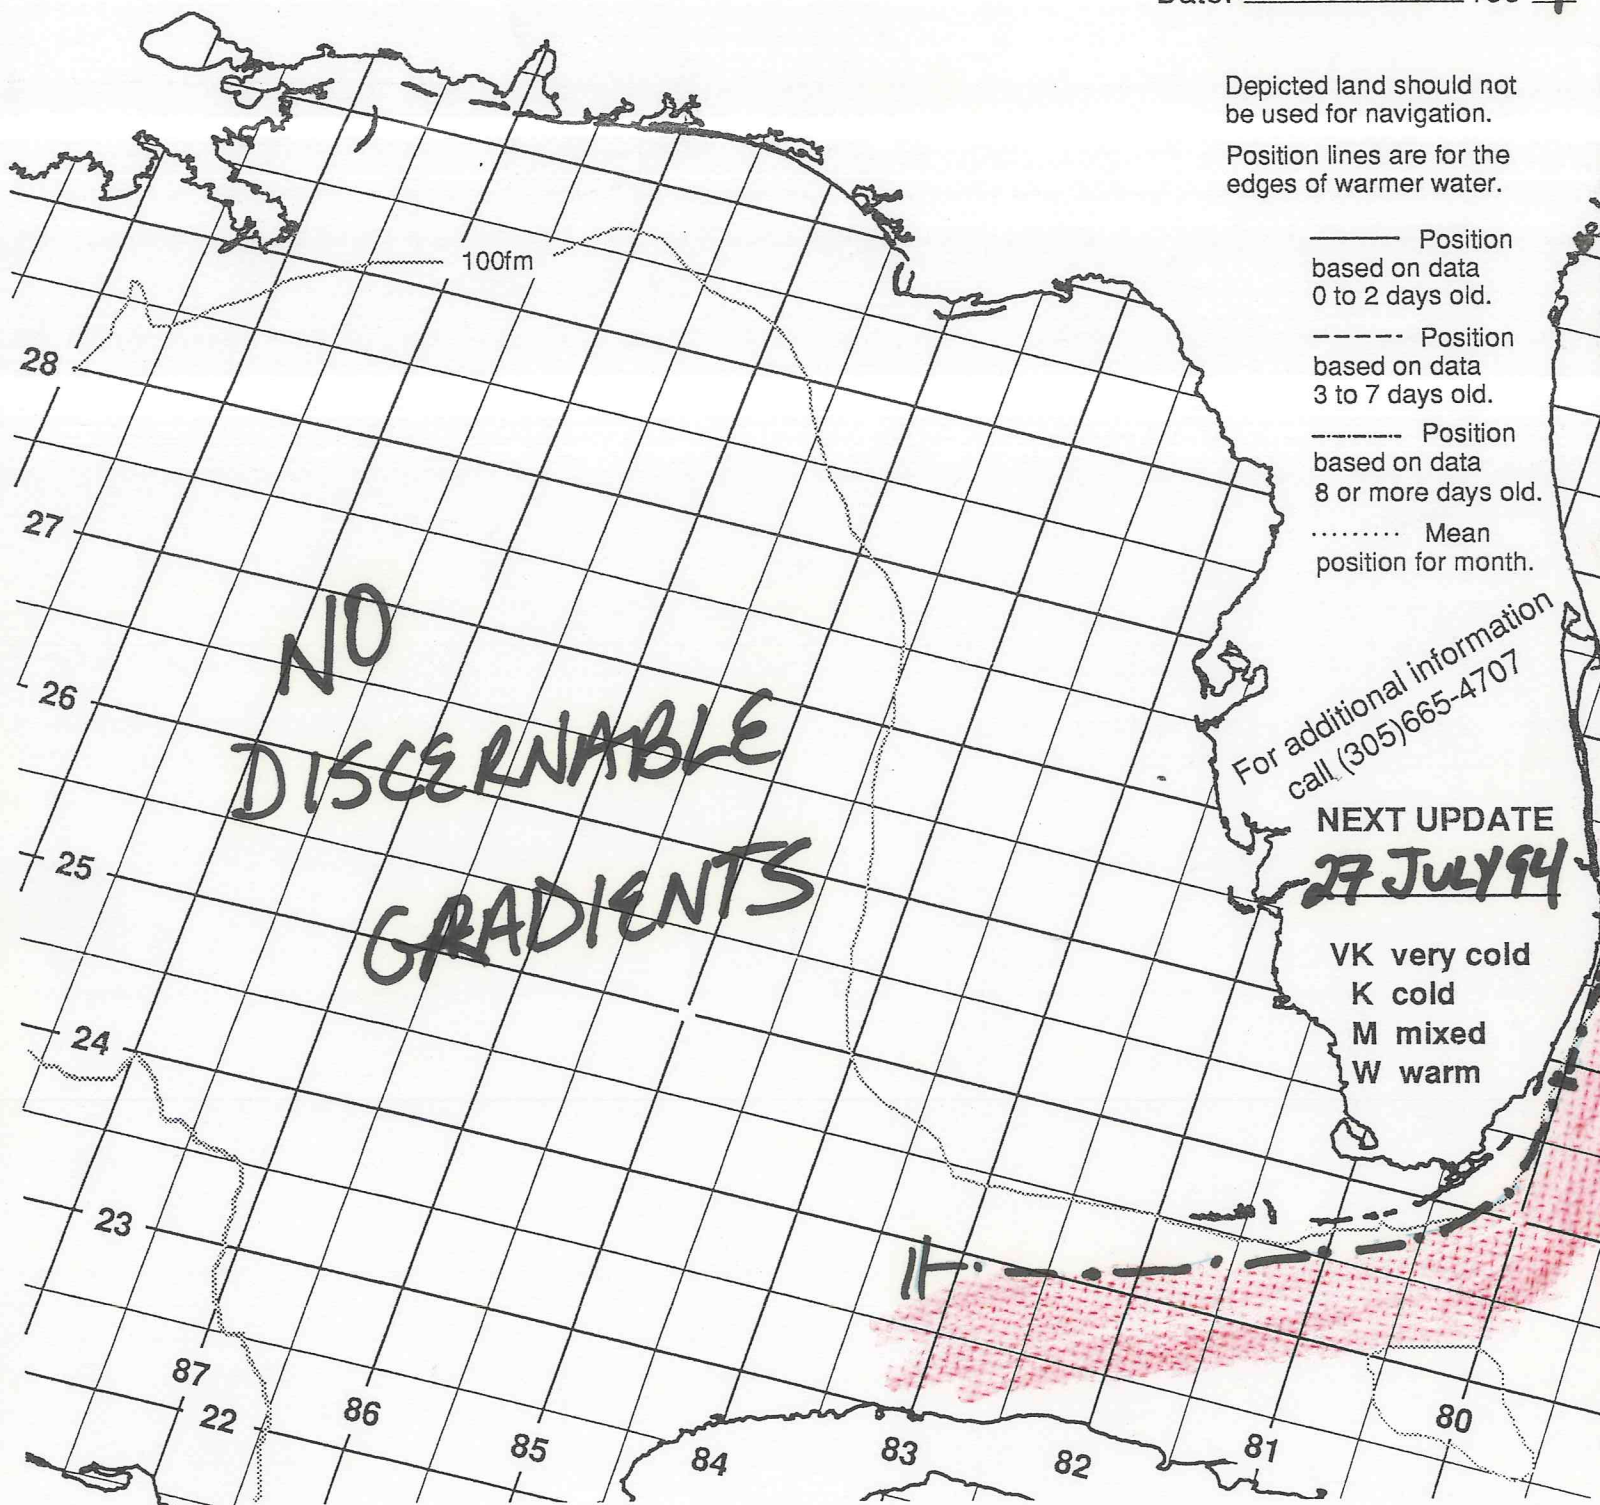 Depicted land should not
be used for navigation.
Position lines are for the
edges of warmer water.
Position
based on data
0 to 2 days old.
Position
based on data
3 to 7 days old.
Position
based on data
8 or more days old.
Mean
position for month.
For additional information
call (305)665-4707
NEXT UPDATE
27 JULY 94
VK very cold
K cold
M mixed
W warm
100fm
28
27
26
25
24
23
22
NO
DISCERNABLE
GRADIENTS
87
86
85
84
83
82
81
80